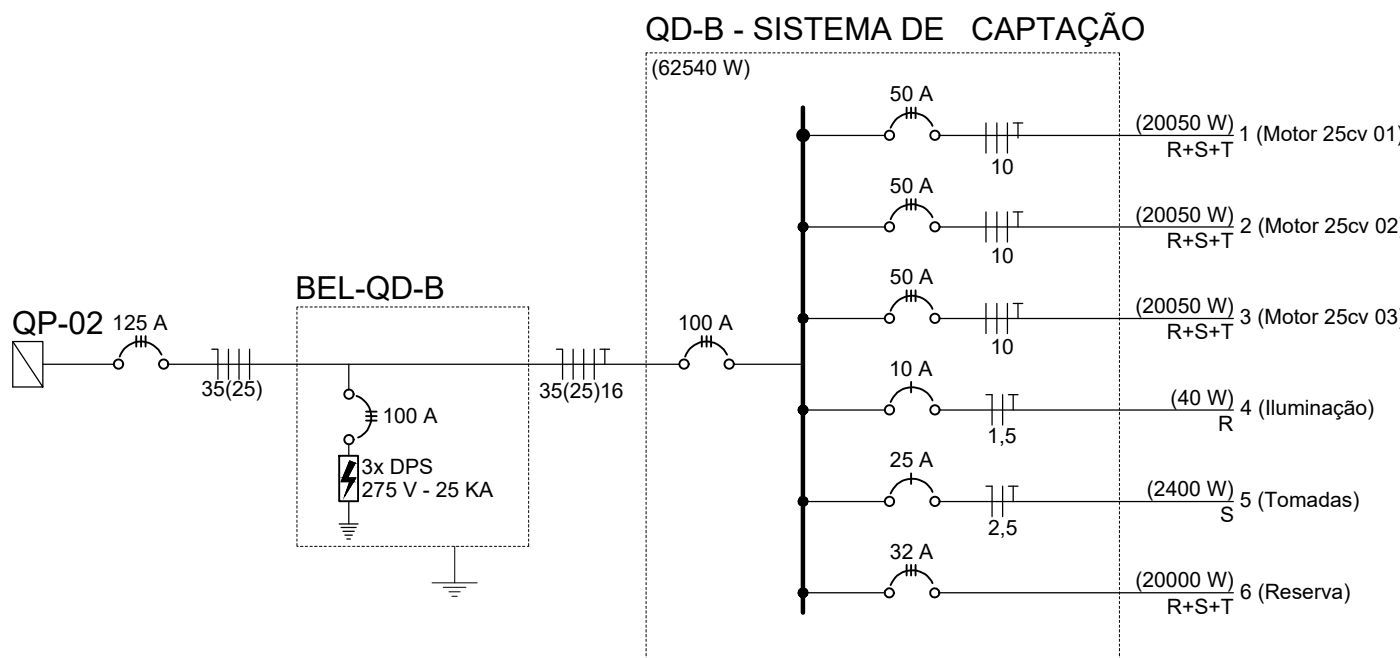 QD-B - SISTEMA DE CAPTAÇÃO
(62540 W)
50 A
10
(20050 W)
R+S+T
1 (Motor 25cv 01)
50 A
10
(20050 W)
R+S+T
2 (Motor 25cv 02
50 A
10
(20050 W)
R+S+T
3 (Motor 25cv 03)
BEL-QD-B
QP-02
125 A
35(25)
35(25)16
100 A
100 A
3x DPS
275 V - 25 KA
10 A
1,5
(40 W)
R
4 (Iluminação)
25 A
2,5
(2400 W)
S
5 (Tomadas)
32 A
(20000 W)
R+S+T
6 (Reserva)